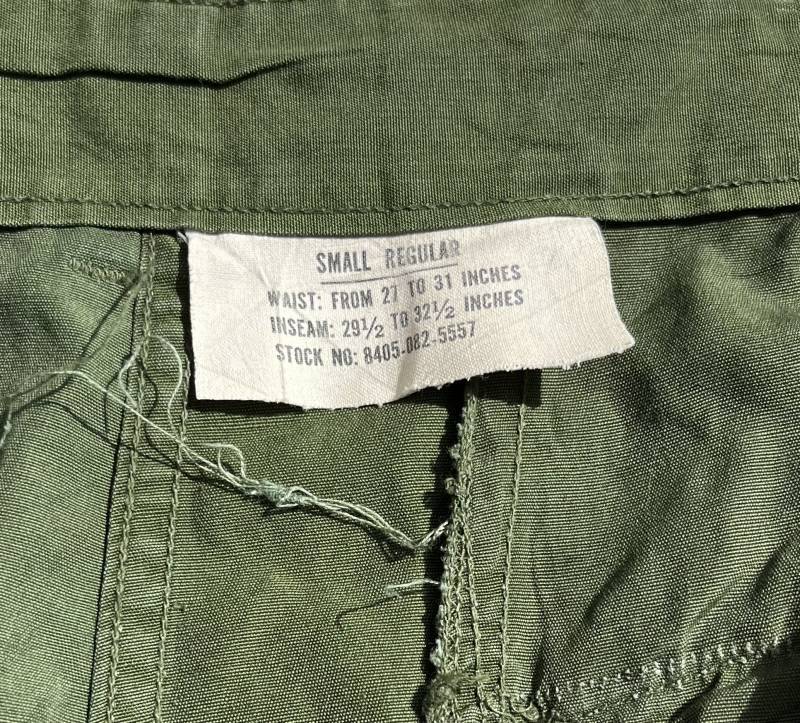 SMALL REGULAR
WAIST: FROM 27 TO 31 INCHES
INSEAM: 29½ TO 32½ INCHES
STOCK NO: 8405-082-5557